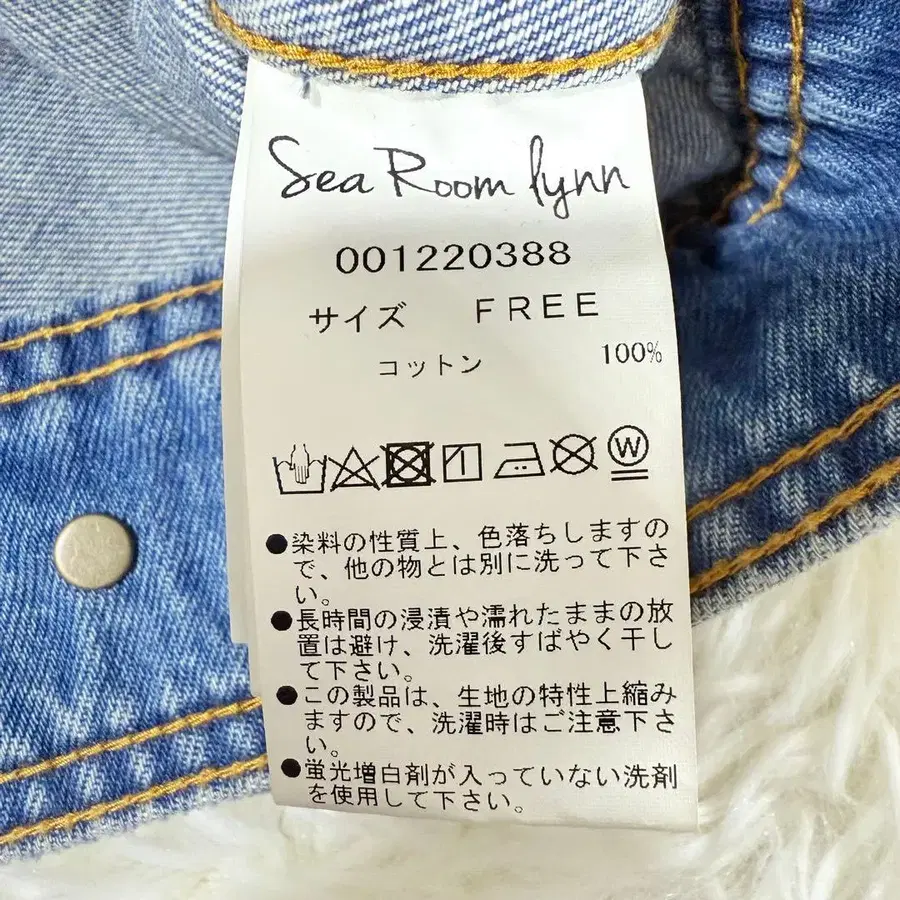 Sea Room lynn
001220388
サイズ FREE
コットン 100%
W
●染料の性質上、色落ちしますの
で、他の物とは別に洗って下さ
い。
●長時間の浸漬や濡れたままの放
置は避け、洗濯後すばやく干し
て下さい。
●この製品は、生地の特性上縮み
ますので、洗濯時はご注意下さ
い。
●蛍光増白剤が入っていない洗剤
を使用して下さい。